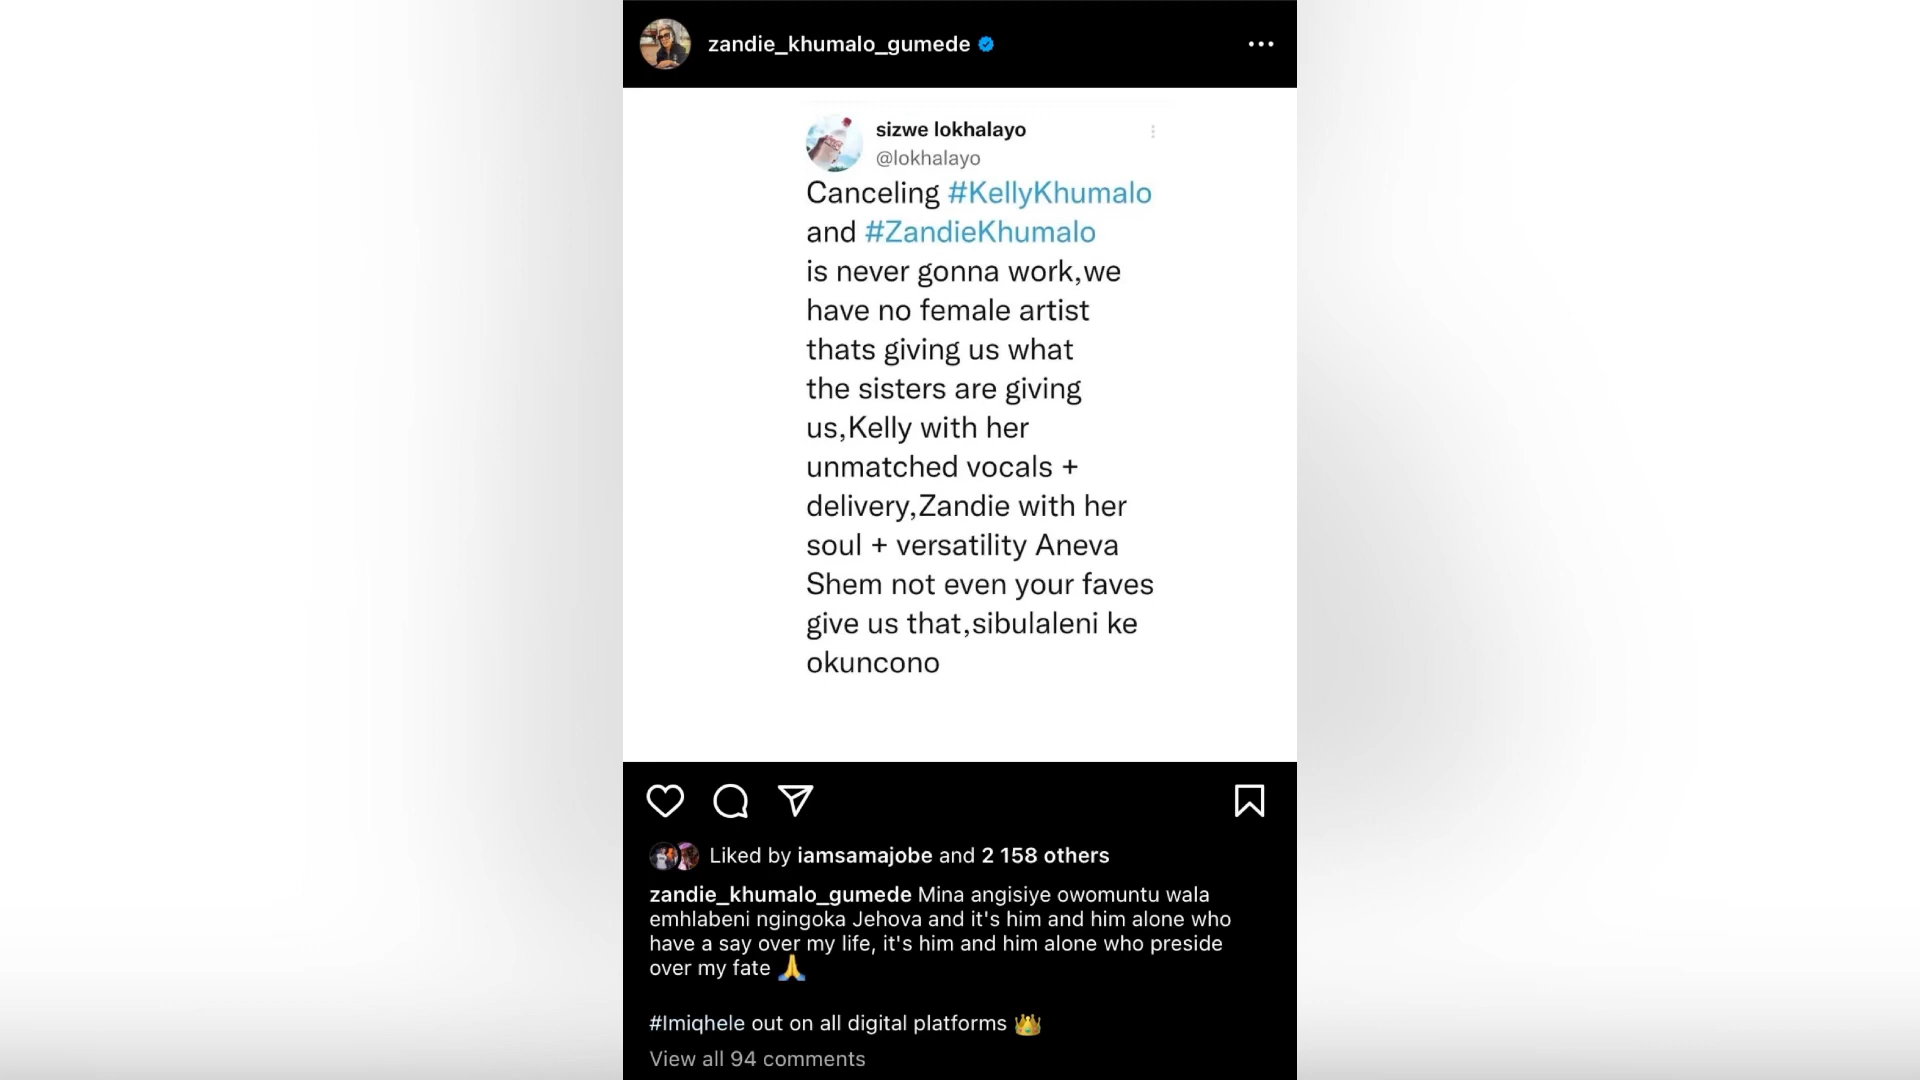 zandie_khumalo_gumede
sizwe lokhalayo
@lokhalayo
Canceling #KellyKhumalo
and #ZandieKhumalo
is never gonna work,we
have no female artist
thats giving us what
the sisters are giving
us,Kelly with her
unmatched vocals +
delivery,Zandie with her
soul + versatility Aneva
Shem not even your faves
give us that,sibulaleni ke
okuncono
Liked by iamsamajobe and 2 158 others
zandie_khumalo_gumede Mina angisiye owomuntu wala
emhlabeni ngingoka Jehova and it's him and him alone who
have a say over my life, it's him and him alone who preside
over my fate 🙏
#Imiqhele out on all digital platforms 👑
View all 94 comments